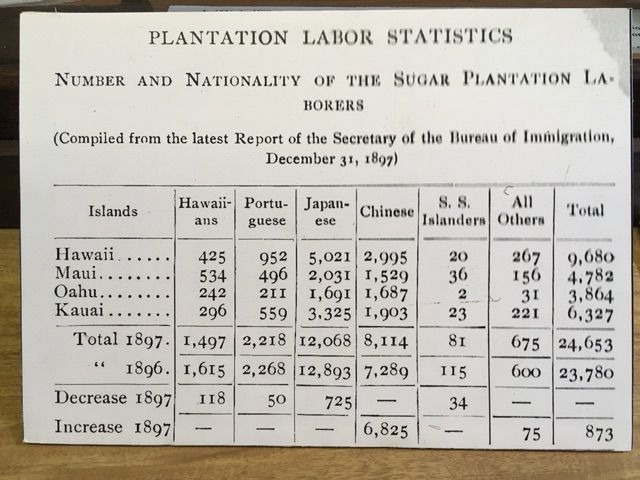 PLANTATION LABOR STATISTICS
NUMBER AND NATIONALITY OF THE SUGAR PLANTATION LA-
BORERS
(Compiled from the latest Report of the Secretary of the Bureau of Immigration,
December 31, 1897)
Islands Hawaii-ans Portu-guese Japan-ese Chinese S. S. Islanders All Others Total
Hawaii...... 425 952 5,021 2,995 20 267 9,680
Maui........ 534 496 2,031 1,529 36 156 4,782
Oahu........ 242 211 1,691 1,687 2 31 3,864
Kauai....... 296 559 3,325 1,903 23 221 6,327
Total 1897. 1,497 2,218 12,068 8,114 81 675 24,653
“ 1896. 1,615 2,268 12,893 7,289 115 600 23,780
Decrease 1897 118 50 725 — 34 — —
Increase 1897 — — — 6,825 — 75 873